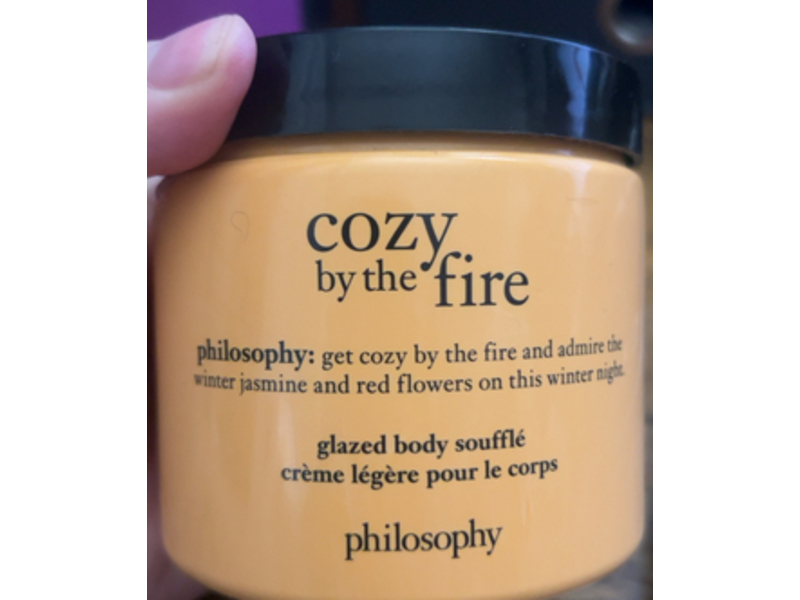 cozy
by the fire
philosophy: get cozy by the fire and admire the
winter jasmine and red flowers on this winter night.
glazed body soufflé
crème légère pour le corps
philosophy